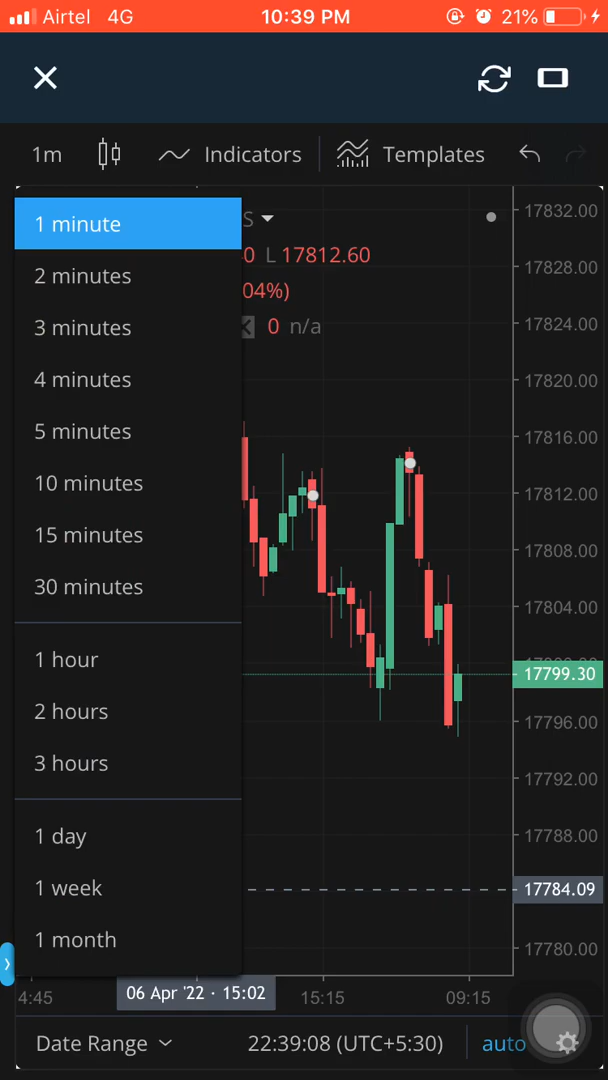 Airtel 4G 10:39 PM 21%
1m Indicators Templates
1 minute
2 minutes
3 minutes
4 minutes
5 minutes
10 minutes
15 minutes
30 minutes
1 hour
2 hours
3 hours
1 day
1 week
1 month
S
0 L 17812.60
04%)
0 n/a
17832.00
17828.00
17824.00
17820.00
17816.00
17812.00
17808.00
17804.00
17799.30
17796.00
17792.00
17788.00
17784.09
17780.00
4:45 06 Apr '22 · 15:02 15:15 09:15
Date Range 22:39:08 (UTC+5:30) auto